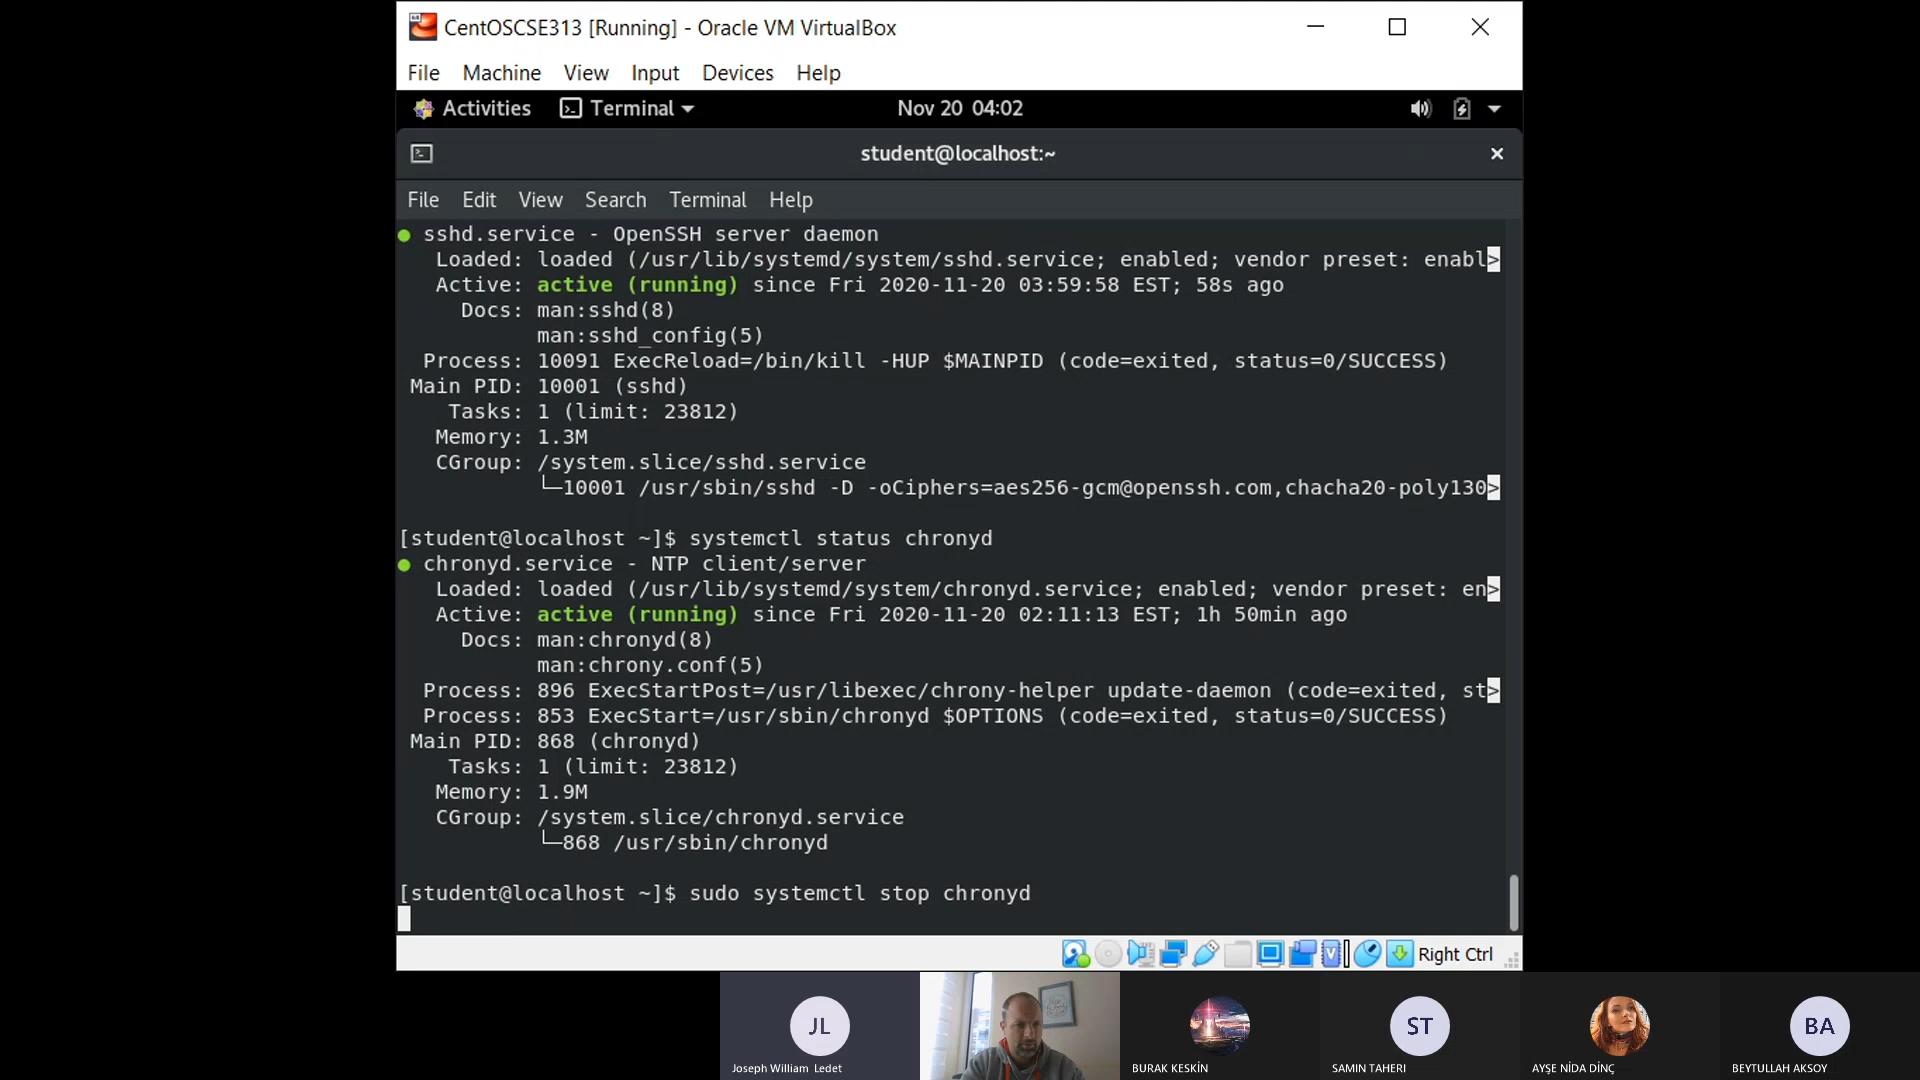 CentOSCSE313 [Running] - Oracle VM VirtualBox
File Machine View Input Devices Help
Activities Terminal Nov 20 04:02
student@localhost:~
File Edit View Search Terminal Help
● sshd.service - OpenSSH server daemon
Loaded: loaded (/usr/lib/systemd/system/sshd.service; enabled; vendor preset: enabl>
Active: active (running) since Fri 2020-11-20 03:59:58 EST; 58s ago
Docs: man:sshd(8)
man:sshd_config(5)
Process: 10091 ExecReload=/bin/kill -HUP $MAINPID (code=exited, status=0/SUCCESS)
Main PID: 10001 (sshd)
Tasks: 1 (limit: 23812)
Memory: 1.3M
CGroup: /system.slice/sshd.service
└─10001 /usr/sbin/sshd -D -oCiphers=aes256-gcm@openssh.com,chacha20-poly130>
[student@localhost ~]$ systemctl status chronyd
● chronyd.service - NTP client/server
Loaded: loaded (/usr/lib/systemd/system/chronyd.service; enabled; vendor preset: en>
Active: active (running) since Fri 2020-11-20 02:11:13 EST; 1h 50min ago
Docs: man:chronyd(8)
man:chrony.conf(5)
Process: 896 ExecStartPost=/usr/libexec/chrony-helper update-daemon (code=exited, st>
Process: 853 ExecStart=/usr/sbin/chronyd $OPTIONS (code=exited, status=0/SUCCESS)
Main PID: 868 (chronyd)
Tasks: 1 (limit: 23812)
Memory: 1.9M
CGroup: /system.slice/chronyd.service
└─868 /usr/sbin/chronyd
[student@localhost ~]$ sudo systemctl stop chronyd
Right Ctrl
JL ST BA
Joseph William Ledet BURAK KESKİN SAMIN TAHERI AYŞE NİDA DİNÇ BEYTULLAH AKSOY